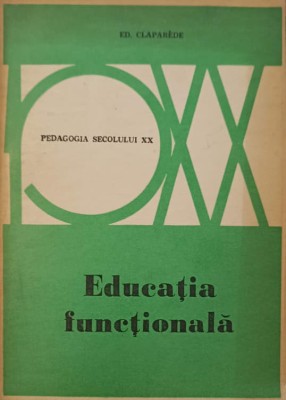 ED. CLAPARÈDE
PEDAGOGIA SECOLULUI XX
Educația
funcțională